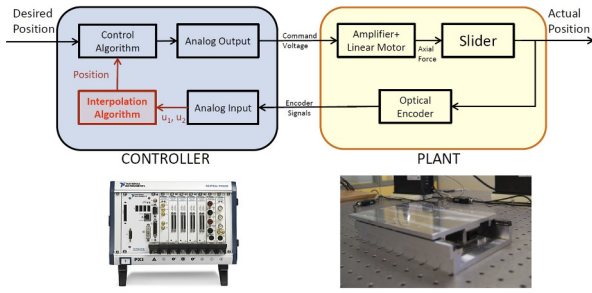 Desired
Position
Actual
Position
Control
Algorithm
Analog Output
Command
Voltage
Amplifier+
Linear Motor
Axial
Force
Slider
Position
Interpolation
Algorithm
u1, u2
Analog Input
Encoder
Signals
Optical
Encoder
CONTROLLER
PLANT
PXI